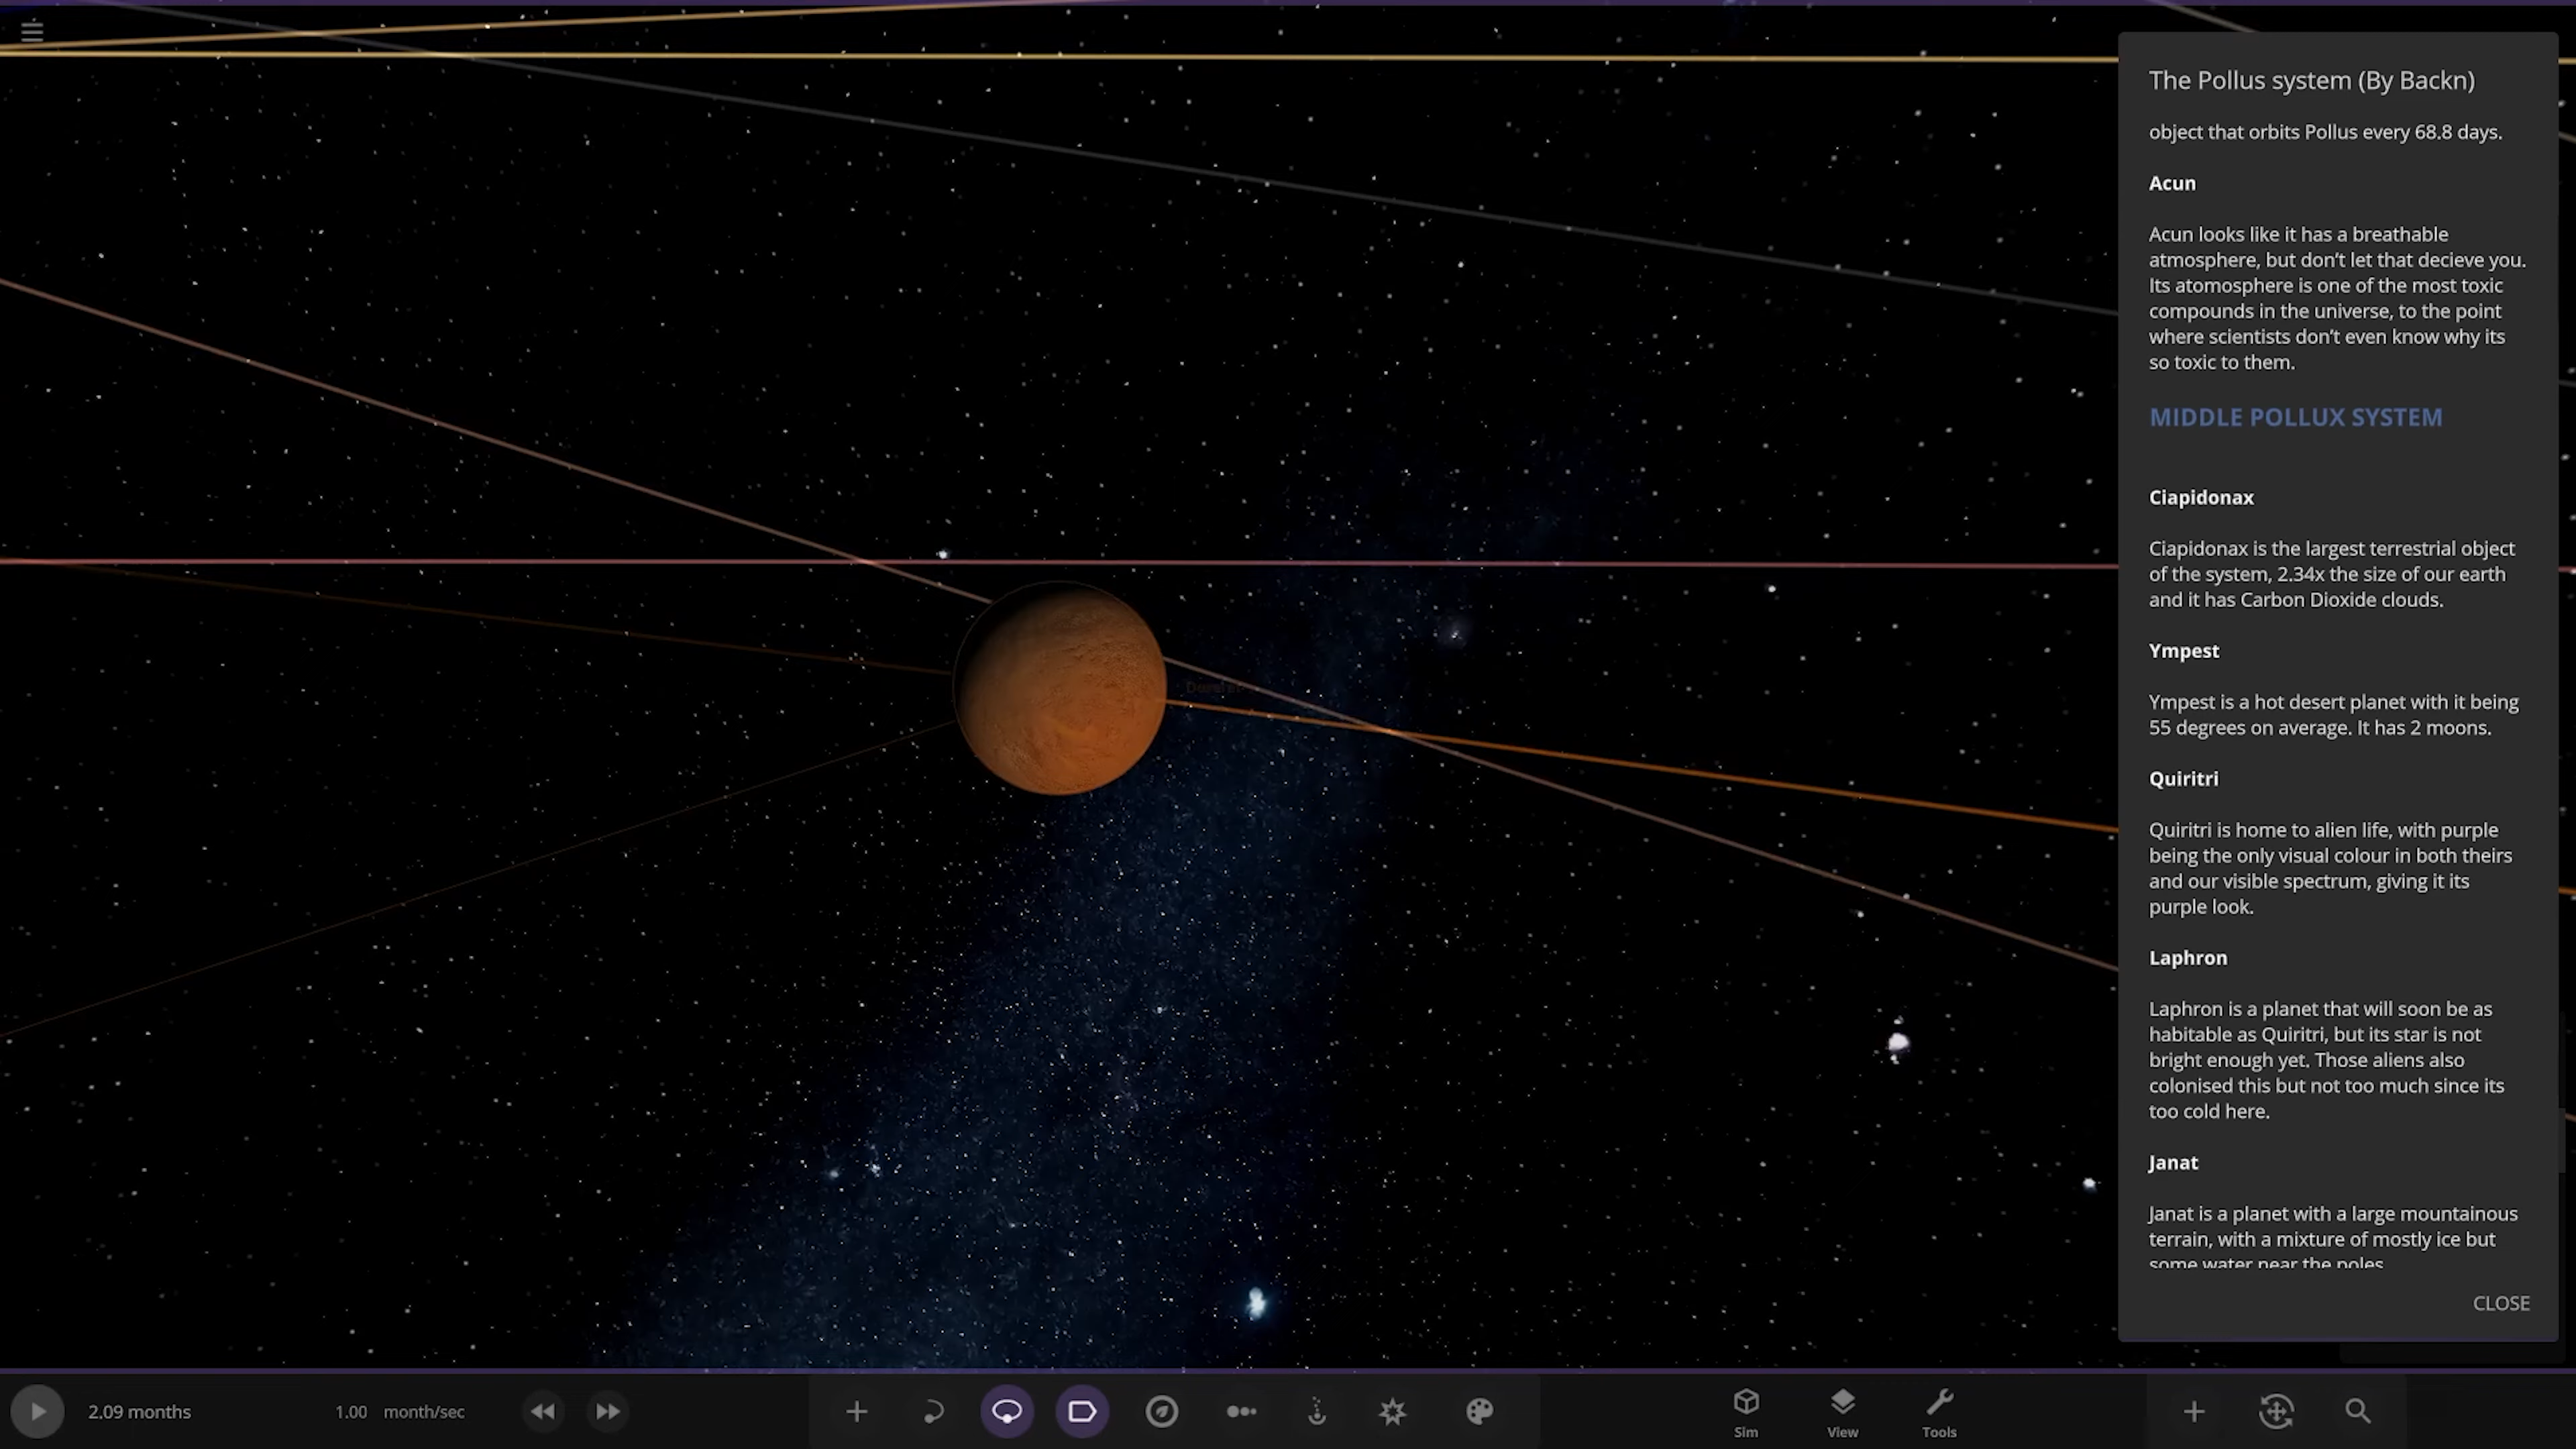 The Pollus system (By Backn)
object that orbits Pollus every 68.8 days.
Acun
Acun looks like it has a breathable
atmosphere, but don't let that decieve you.
Its atomosphere is one of the most toxic
compounds in the universe, to the point
where scientists don't even know why its
so toxic to them.
MIDDLE POLLUX SYSTEM
Ciapidonax
Ciapidonax is the largest terrestrial object
of the system, 2.34x the size of our earth
and it has Carbon Dioxide clouds.
Ympest
Ympest is a hot desert planet with it being
55 degrees on average. It has 2 moons.
Quiritri
Quiritri is home to alien life, with purple
being the only visual colour in both theirs
and our visible spectrum, giving it its
purple look.
Laphron
Laphron is a planet that will soon be as
habitable as Quiritri, but its star is not
bright enough yet. Those aliens also
colonised this but not too much since its
too cold here.
Janat
Janat is a planet with a large mountainous
terrain, with a mixture of mostly ice but
some water near the poles
CLOSE
2.09 months
1.00 month/sec
Sim
View
Tools